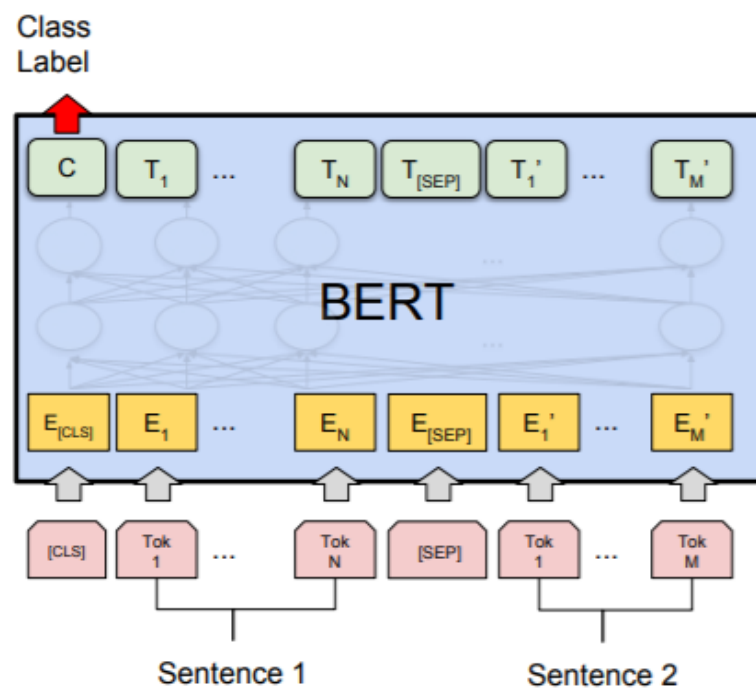 Class
Label
C T1 ... TN T[SEP] T1' ... TM'
...
BERT
...
E[CLS] E1 ... EN E[SEP] E1' ... EM'
[CLS] Tok 1 ... Tok N [SEP] Tok 1 ... Tok M
Sentence 1 Sentence 2